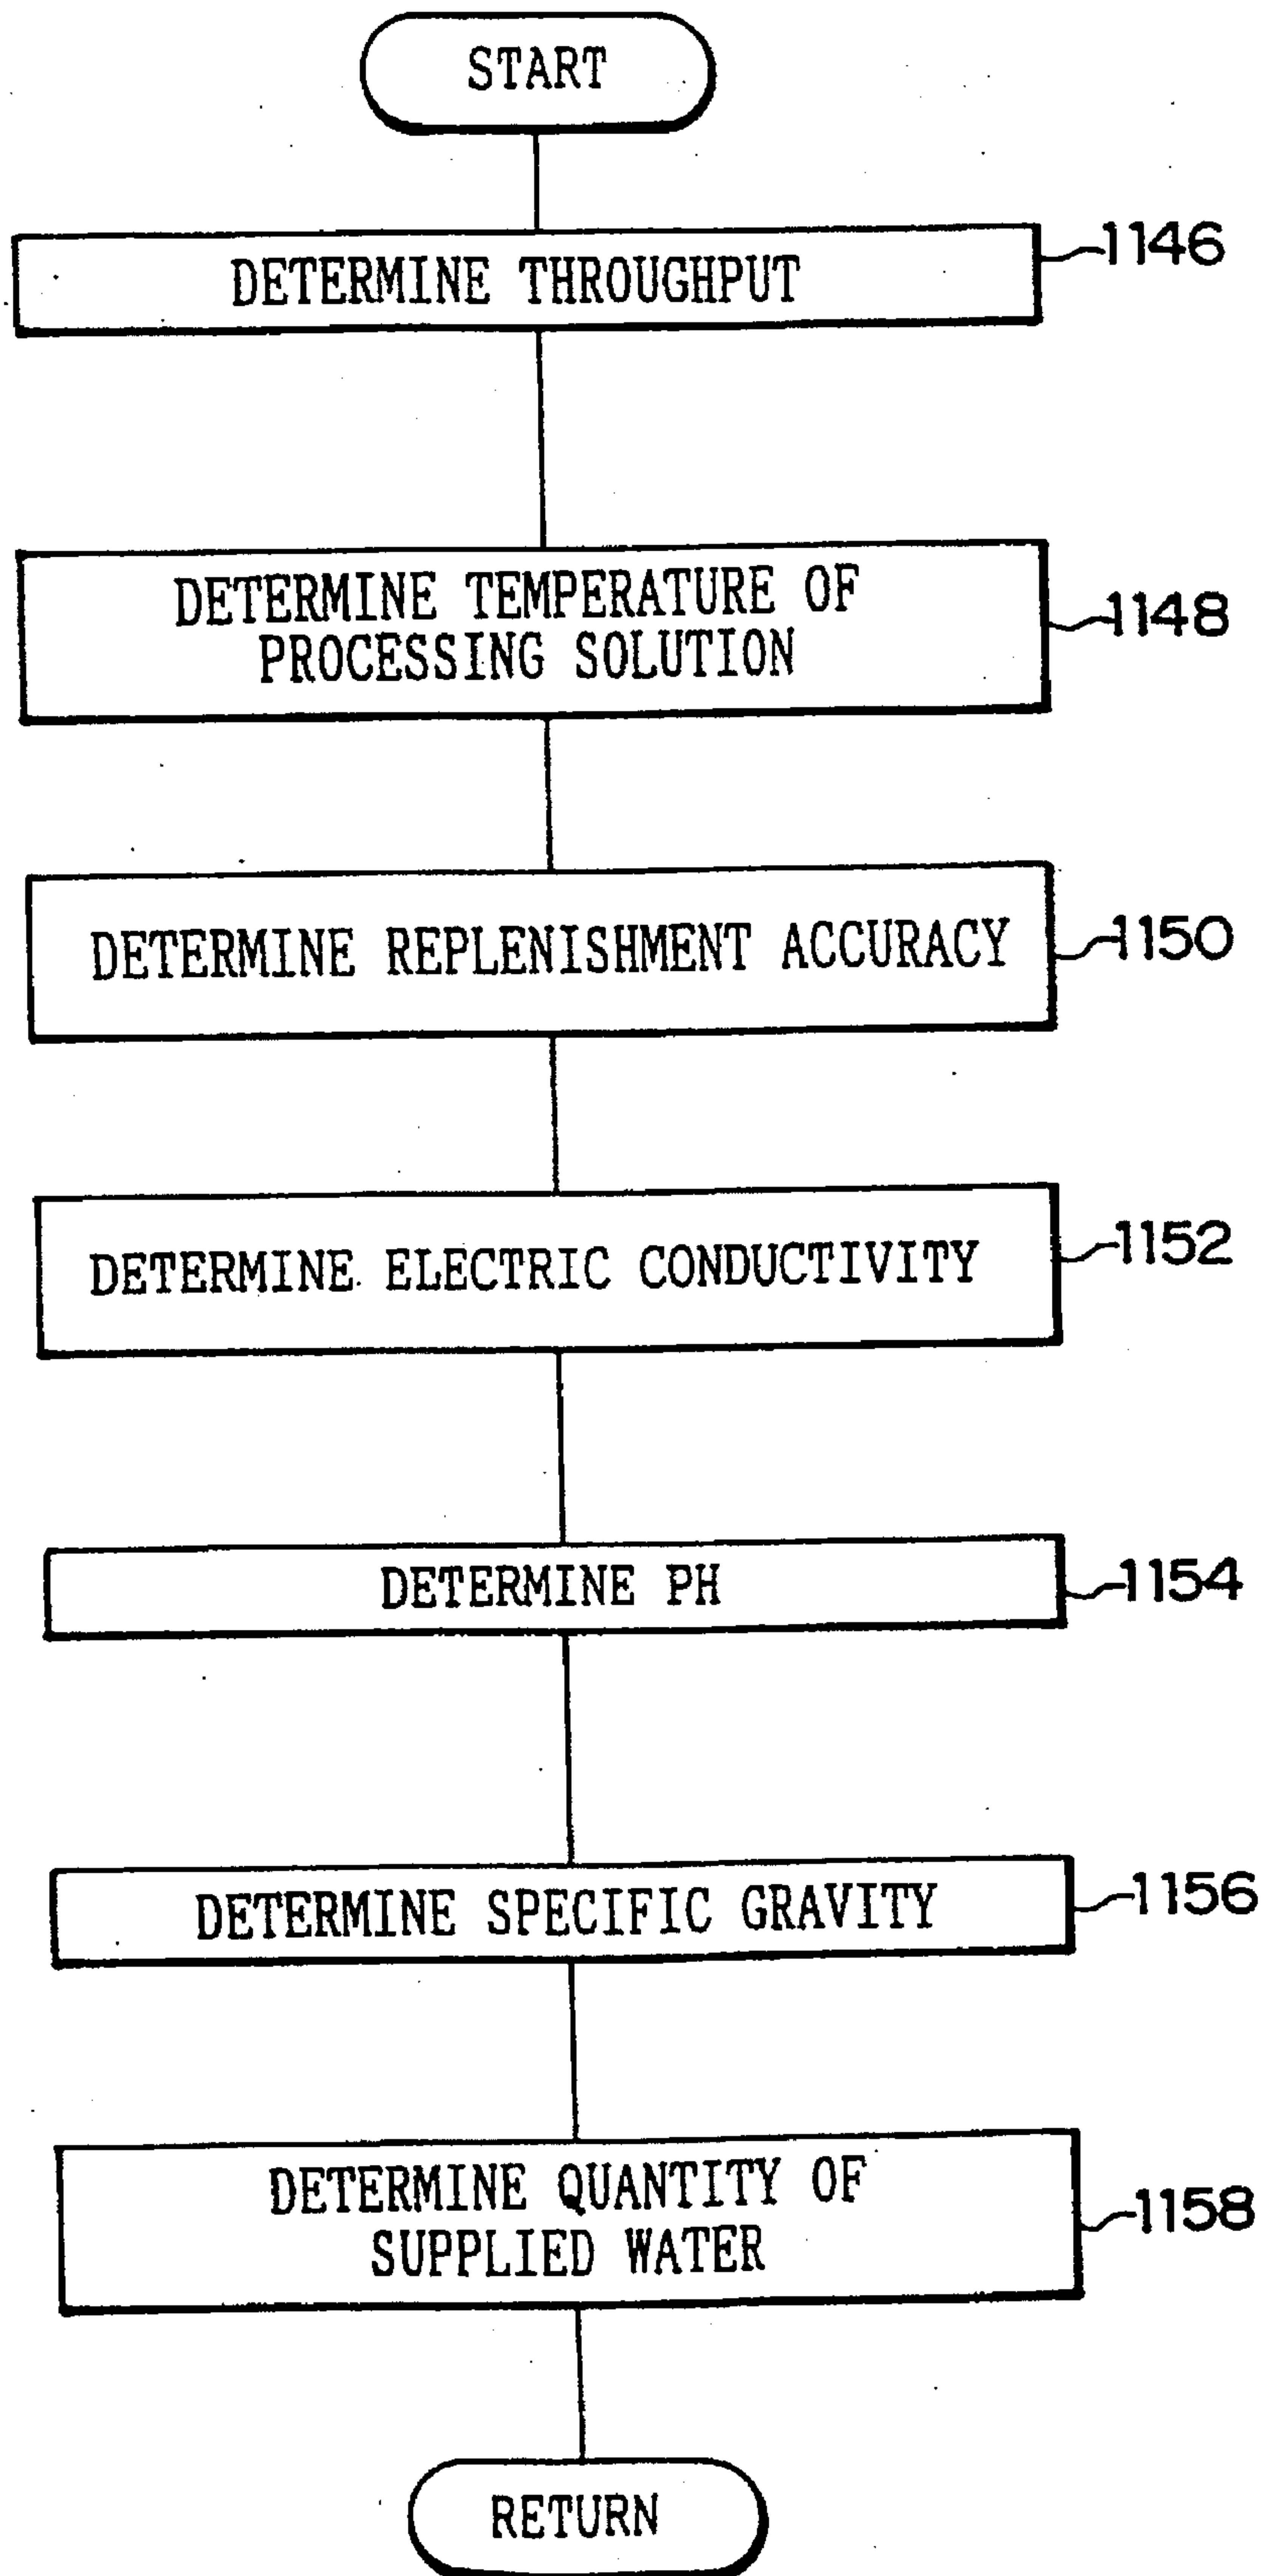 START
DETERMINE THROUGHPUT
1146
DETERMINE TEMPERATURE OF
PROCESSING SOLUTION
1148
DETERMINE REPLENISHMENT ACCURACY
1150
DETERMINE ELECTRIC CONDUCTIVITY
1152
DETERMINE PH
1154
DETERMINE SPECIFIC GRAVITY
1156
DETERMINE QUANTITY OF
SUPPLIED WATER
1158
RETURN